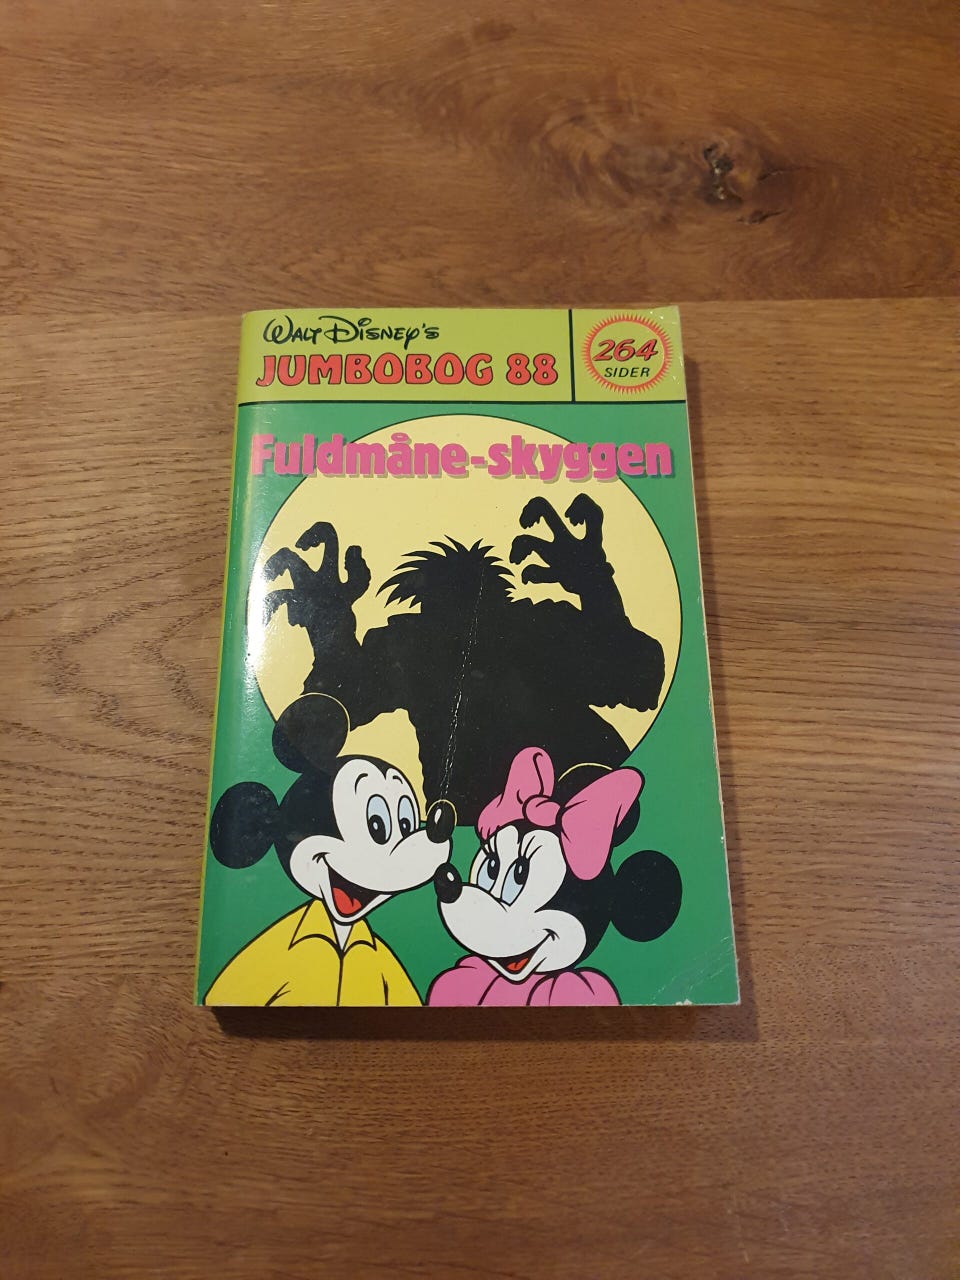 WALT DISNEY'S
JUMBOBOG 88
264
SIDER
Fuldmåne-skyggen